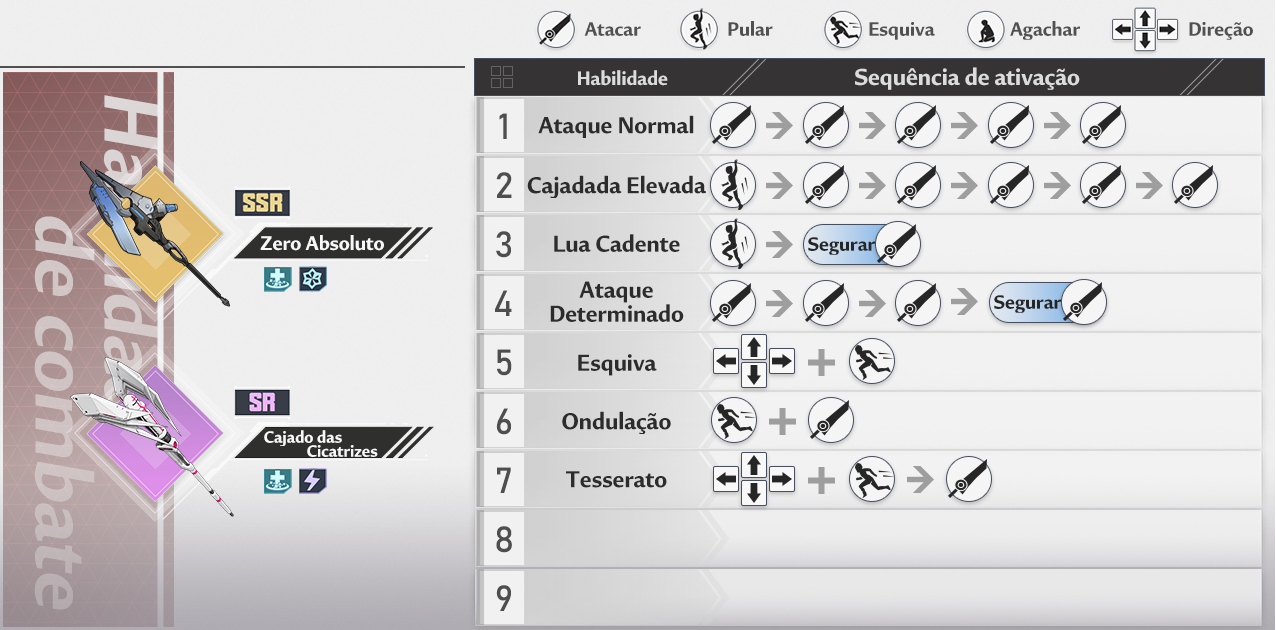 Atacar
Pular
Esquiva
Agachar
Direção
Habilidade
Sequência de ativação
Habilidades
de combate
SSR
Zero Absoluto
SR
Cajado das
Cicatrizes
1 Ataque Normal
2 Cajadada Elevada
3 Lua Cadente Segurar
4 Ataque
Determinado Segurar
5 Esquiva
6 Ondulação
7 Tesserato
8
9